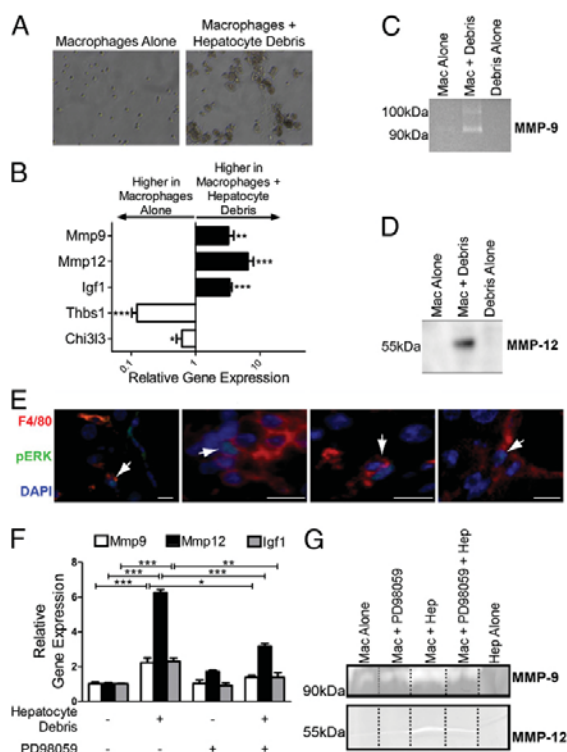 A
Macrophages Alone
Macrophages +
Hepatocyte Debris
B
Higher in
Macrophages
Alone
Higher in
Macrophages +
Hepatocyte
Debris
Mmp9
**
Mmp12
***
Igf1
***
Thbs1
***
Chi3l3
*
0.1
1
10
Relative Gene Expression
C
Mac Alone
Mac + Debris
Debris Alone
100kDa
90kDa
MMP-9
D
Mac Alone
Mac + Debris
Debris Alone
55kDa
MMP-12
E
F4/80
pERK
DAPI
F
Mmp9
Mmp12
Igf1
*** **
*** ***
*** *
8
6
4
2
0
Relative
Gene Expression
Hepatocyte
Debris
- + - +
PD98059
- - + +
G
Mac Alone
Mac + PD98059
Mac + Hep
Mac + PD98059 + Hep
Hep Alone
90kDa
MMP-9
55kDa
MMP-12